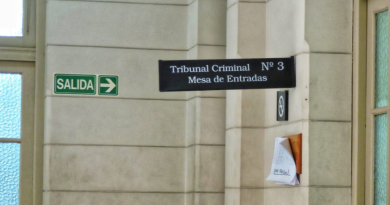 SALIDA
Tribunal Criminal Nº 3
Mesa de Entradas